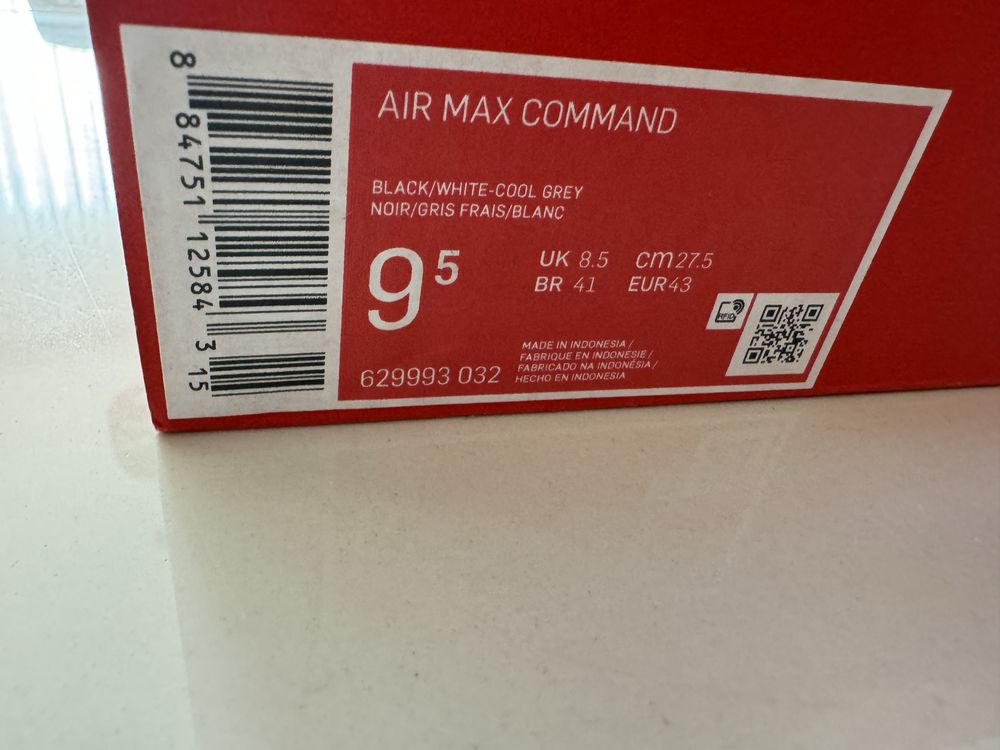 8 84751 12584 3 15
AIR MAX COMMAND
BLACK/WHITE-COOL GREY
NOIR/GRIS FRAIS/BLANC
9 5
UK 8.5 cm 27.5
BR 41 EUR 43
RFID
MADE IN INDONESIA /
FABRIQUE EN INDONESIE /
FABRICADO NA INDONÉSIA /
HECHO EN INDONESIA
629993 032